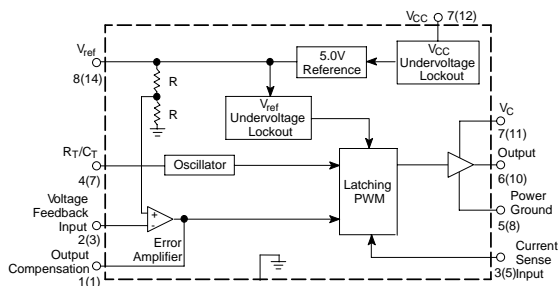 VCC 7(12)
Vref
8(14)
R
R
5.0V
Reference
VCC
Undervoltage
Lockout
Vref
Undervoltage
Lockout
VC
7(11)
RT/CT
4(7)
Oscillator
Latching
PWM
Output
6(10)
Voltage
Feedback
Input
2(3)
+
-
Error
Amplifier
Power
Ground
5(8)
Output
Compensation
1(1)
Current
Sense
Input
3(5)